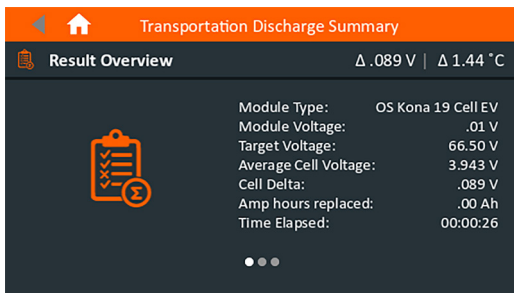 Transportation Discharge Summary
Result Overview Δ .089 V | Δ 1.44 °C
Module Type: OS Kona 19 Cell EV
Module Voltage: .01 V
Target Voltage: 66.50 V
Average Cell Voltage: 3.943 V
Cell Delta: .089 V
Amp hours replaced: .00 Ah
Time Elapsed: 00:00:26
Σ